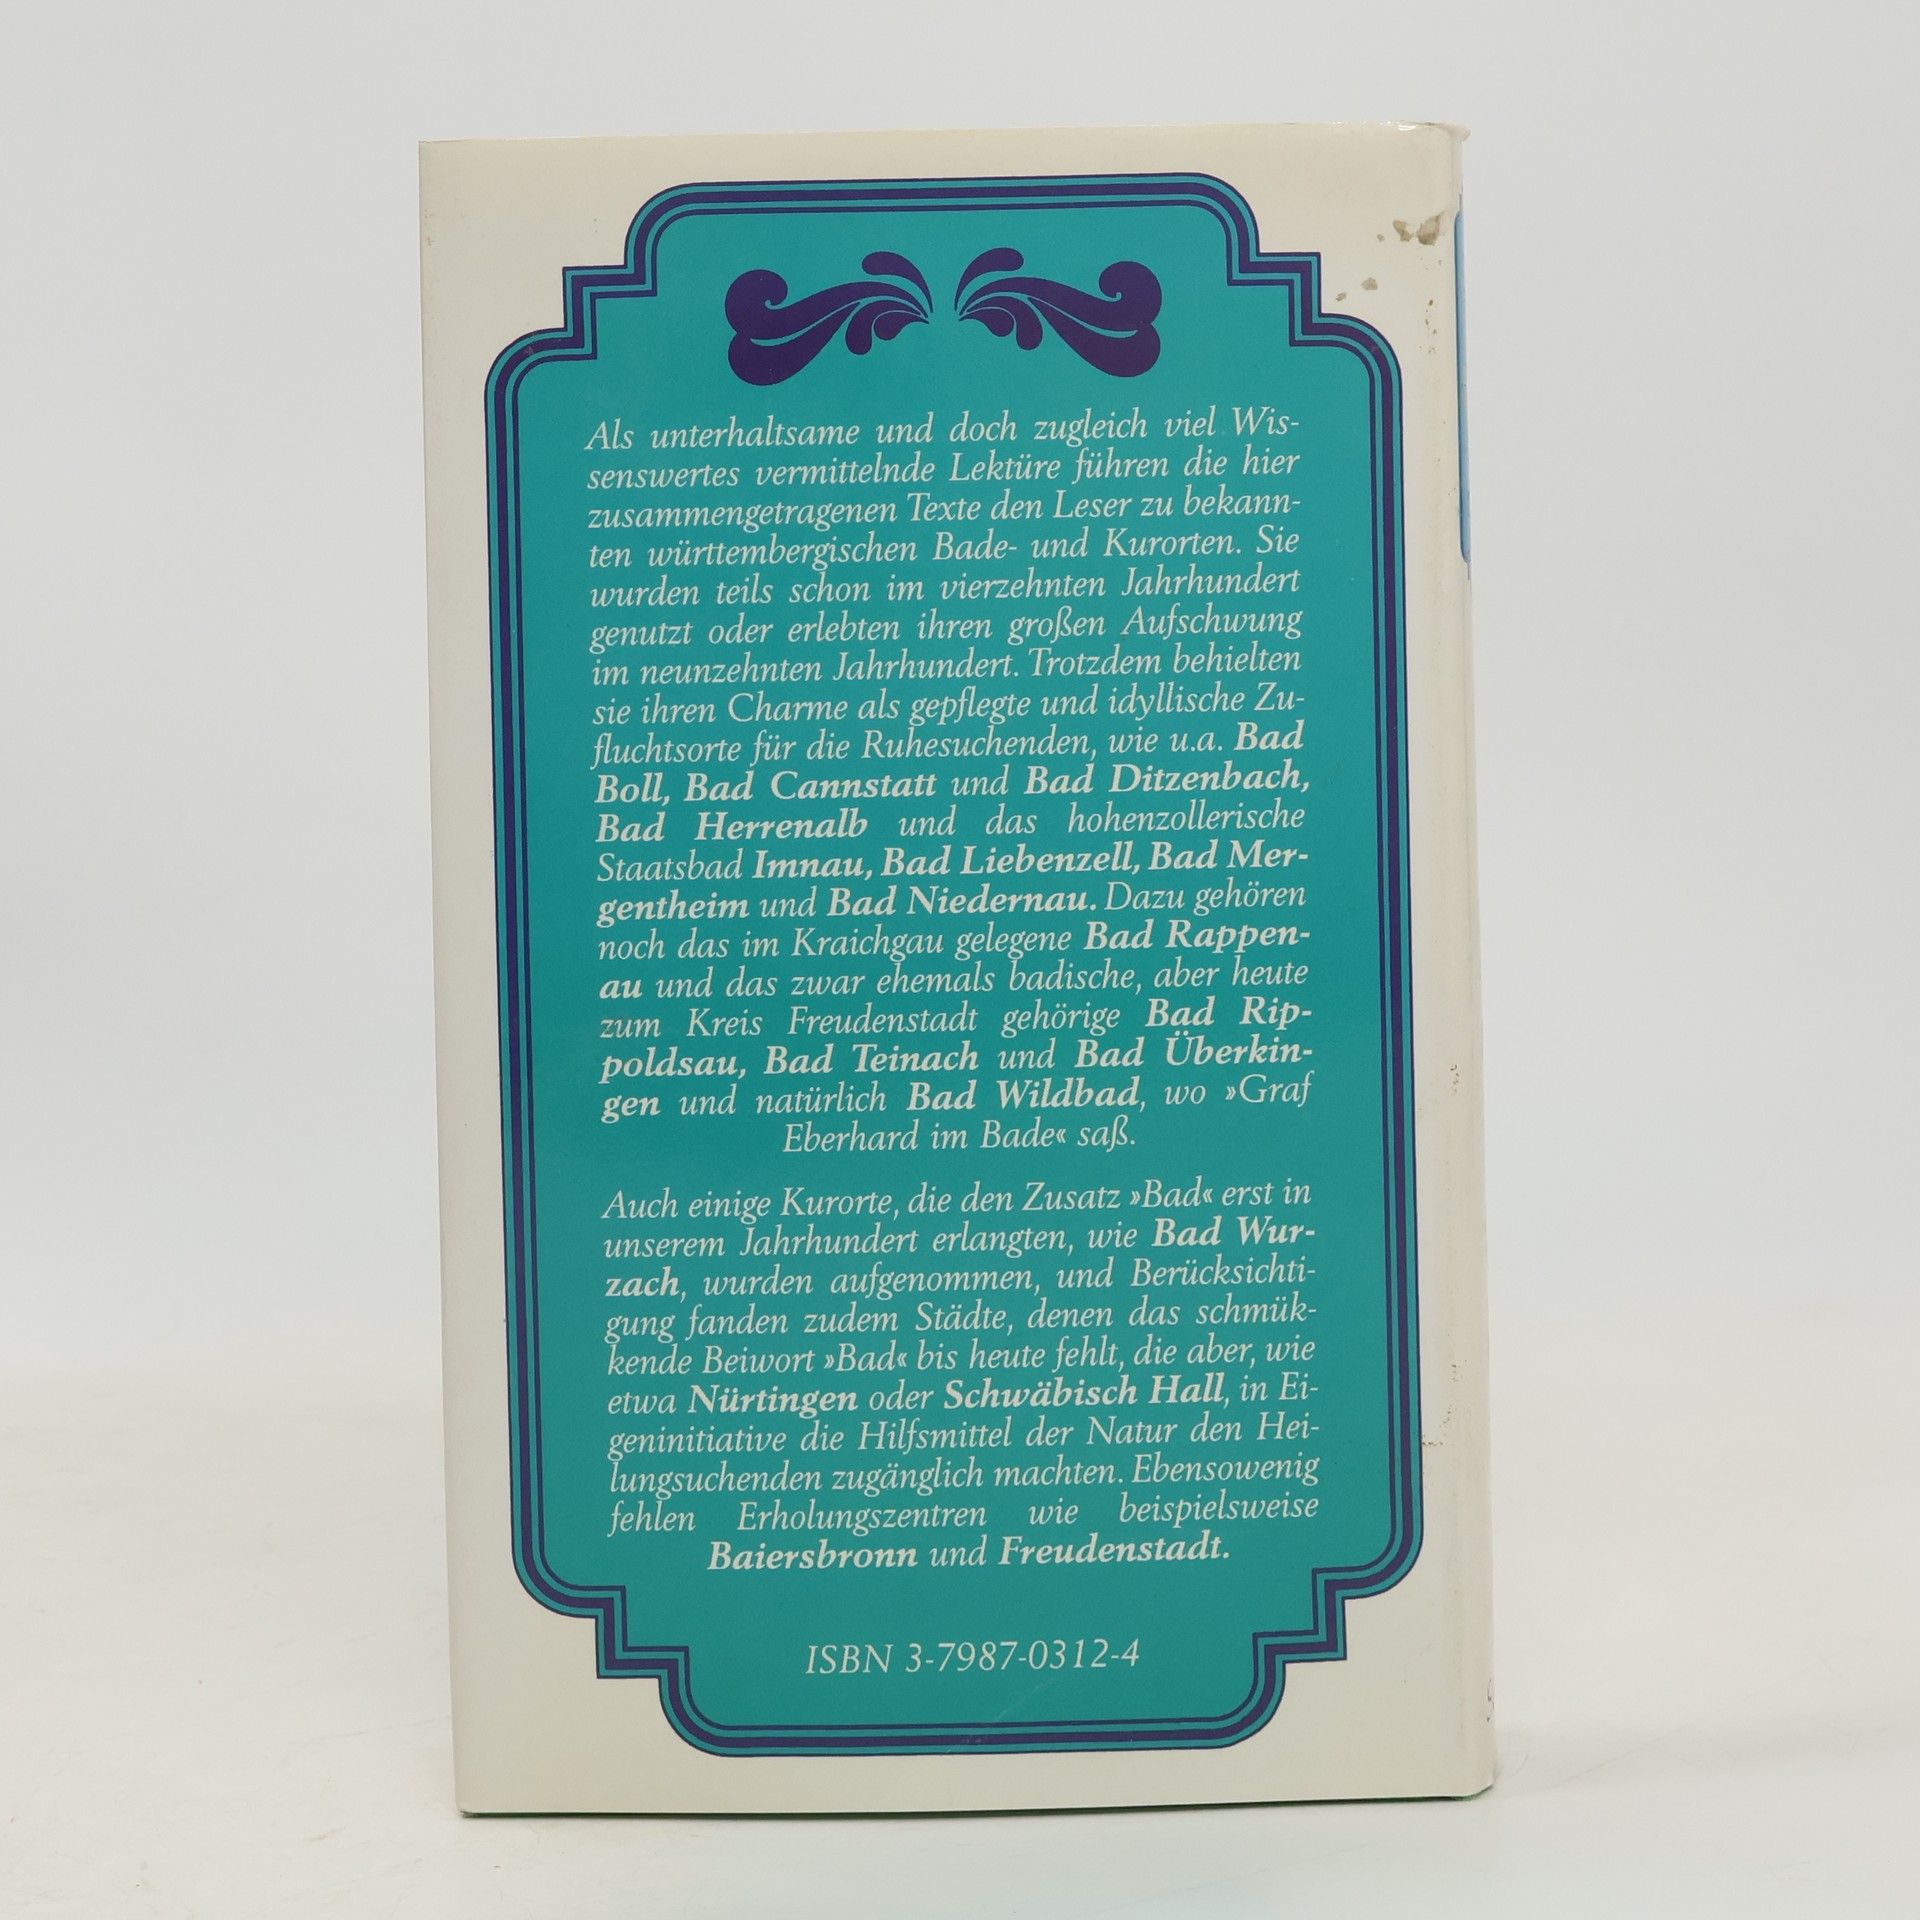 Als unterhaltsame und doch zugleich viel Wis-
senswertes vermittelnde Lektüre führen die hier
zusammengetragenen Texte den Leser zu bekann-
ten württembergischen Bade- und Kurorten. Sie
wurden teils schon im vierzehnten Jahrhundert
genutzt oder erlebten ihren großen Aufschwung
im neunzehnten Jahrhundert. Trotzdem behielten
sie ihren Charme als gepflegte und idyllische Zu-
fluchtsorte für die Ruhesuchenden, wie u.a. Bad
Boll, Bad Cannstatt und Bad Ditzenbach,
Bad Herrenalb und das hohenzollerische
Staatsbad Imnau, Bad Liebenzell, Bad Mer-
gentheim und Bad Niedernau. Dazu gehören
noch das im Kraichgau gelegene Bad Rappen-
au und das zwar ehemals badische, aber heute
zum Kreis Freudenstadt gehörige Bad Rip-
poldsau, Bad Teinach und Bad Überkin-
gen und natürlich Bad Wildbad, wo »Graf
Eberhard im Bade« saß.
Auch einige Kurorte, die den Zusatz »Bad« erst in
unserem Jahrhundert erlangten, wie Bad Wur-
zach, wurden aufgenommen, und Berücksichti-
gung fanden zudem Städte, denen das schmük-
kende Beiwort »Bad« bis heute fehlt, die aber, wie
etwa Nürtingen oder Schwäbisch Hall, in Ei-
geninitiative die Hilfsmittel der Natur den Hei-
lungsuchenden zugänglich machten. Ebensowenig
fehlen Erholungszentren wie beispielsweise
Baiersbronn und Freudenstadt.
ISBN 3-7987-0312-4